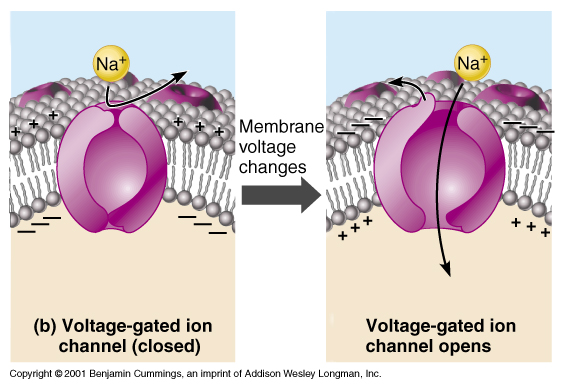 Na+
Na+
Membrane
voltage
changes
(b) Voltage-gated ion
channel (closed)
Voltage-gated ion
channel opens
Copyright © 2001 Benjamin Cummings, an imprint of Addison Wesley Longman, Inc.